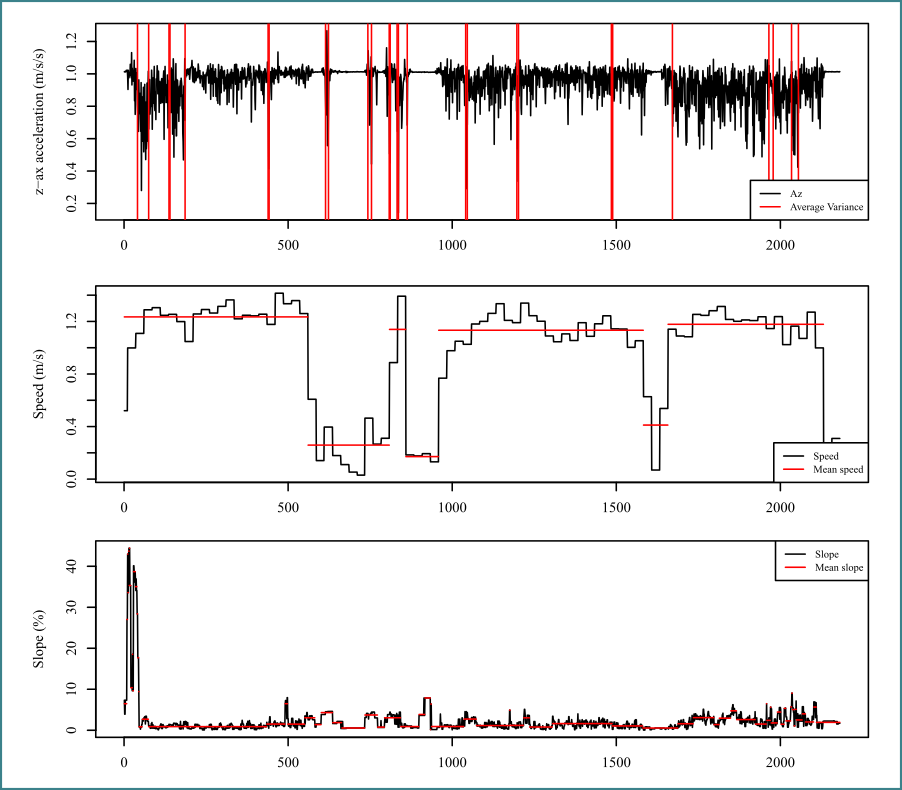 z−ax acceleration (m/s/s)
1.2
1.0
0.8
0.6
0.4
0.2
Az
Average Variance
0 500 1000 1500 2000
Speed (m/s)
1.2
0.8
0.4
0.0
Speed
Mean speed
0 500 1000 1500 2000
Slope (%)
40
30
20
10
0
Slope
Mean slope
0 500 1000 1500 2000